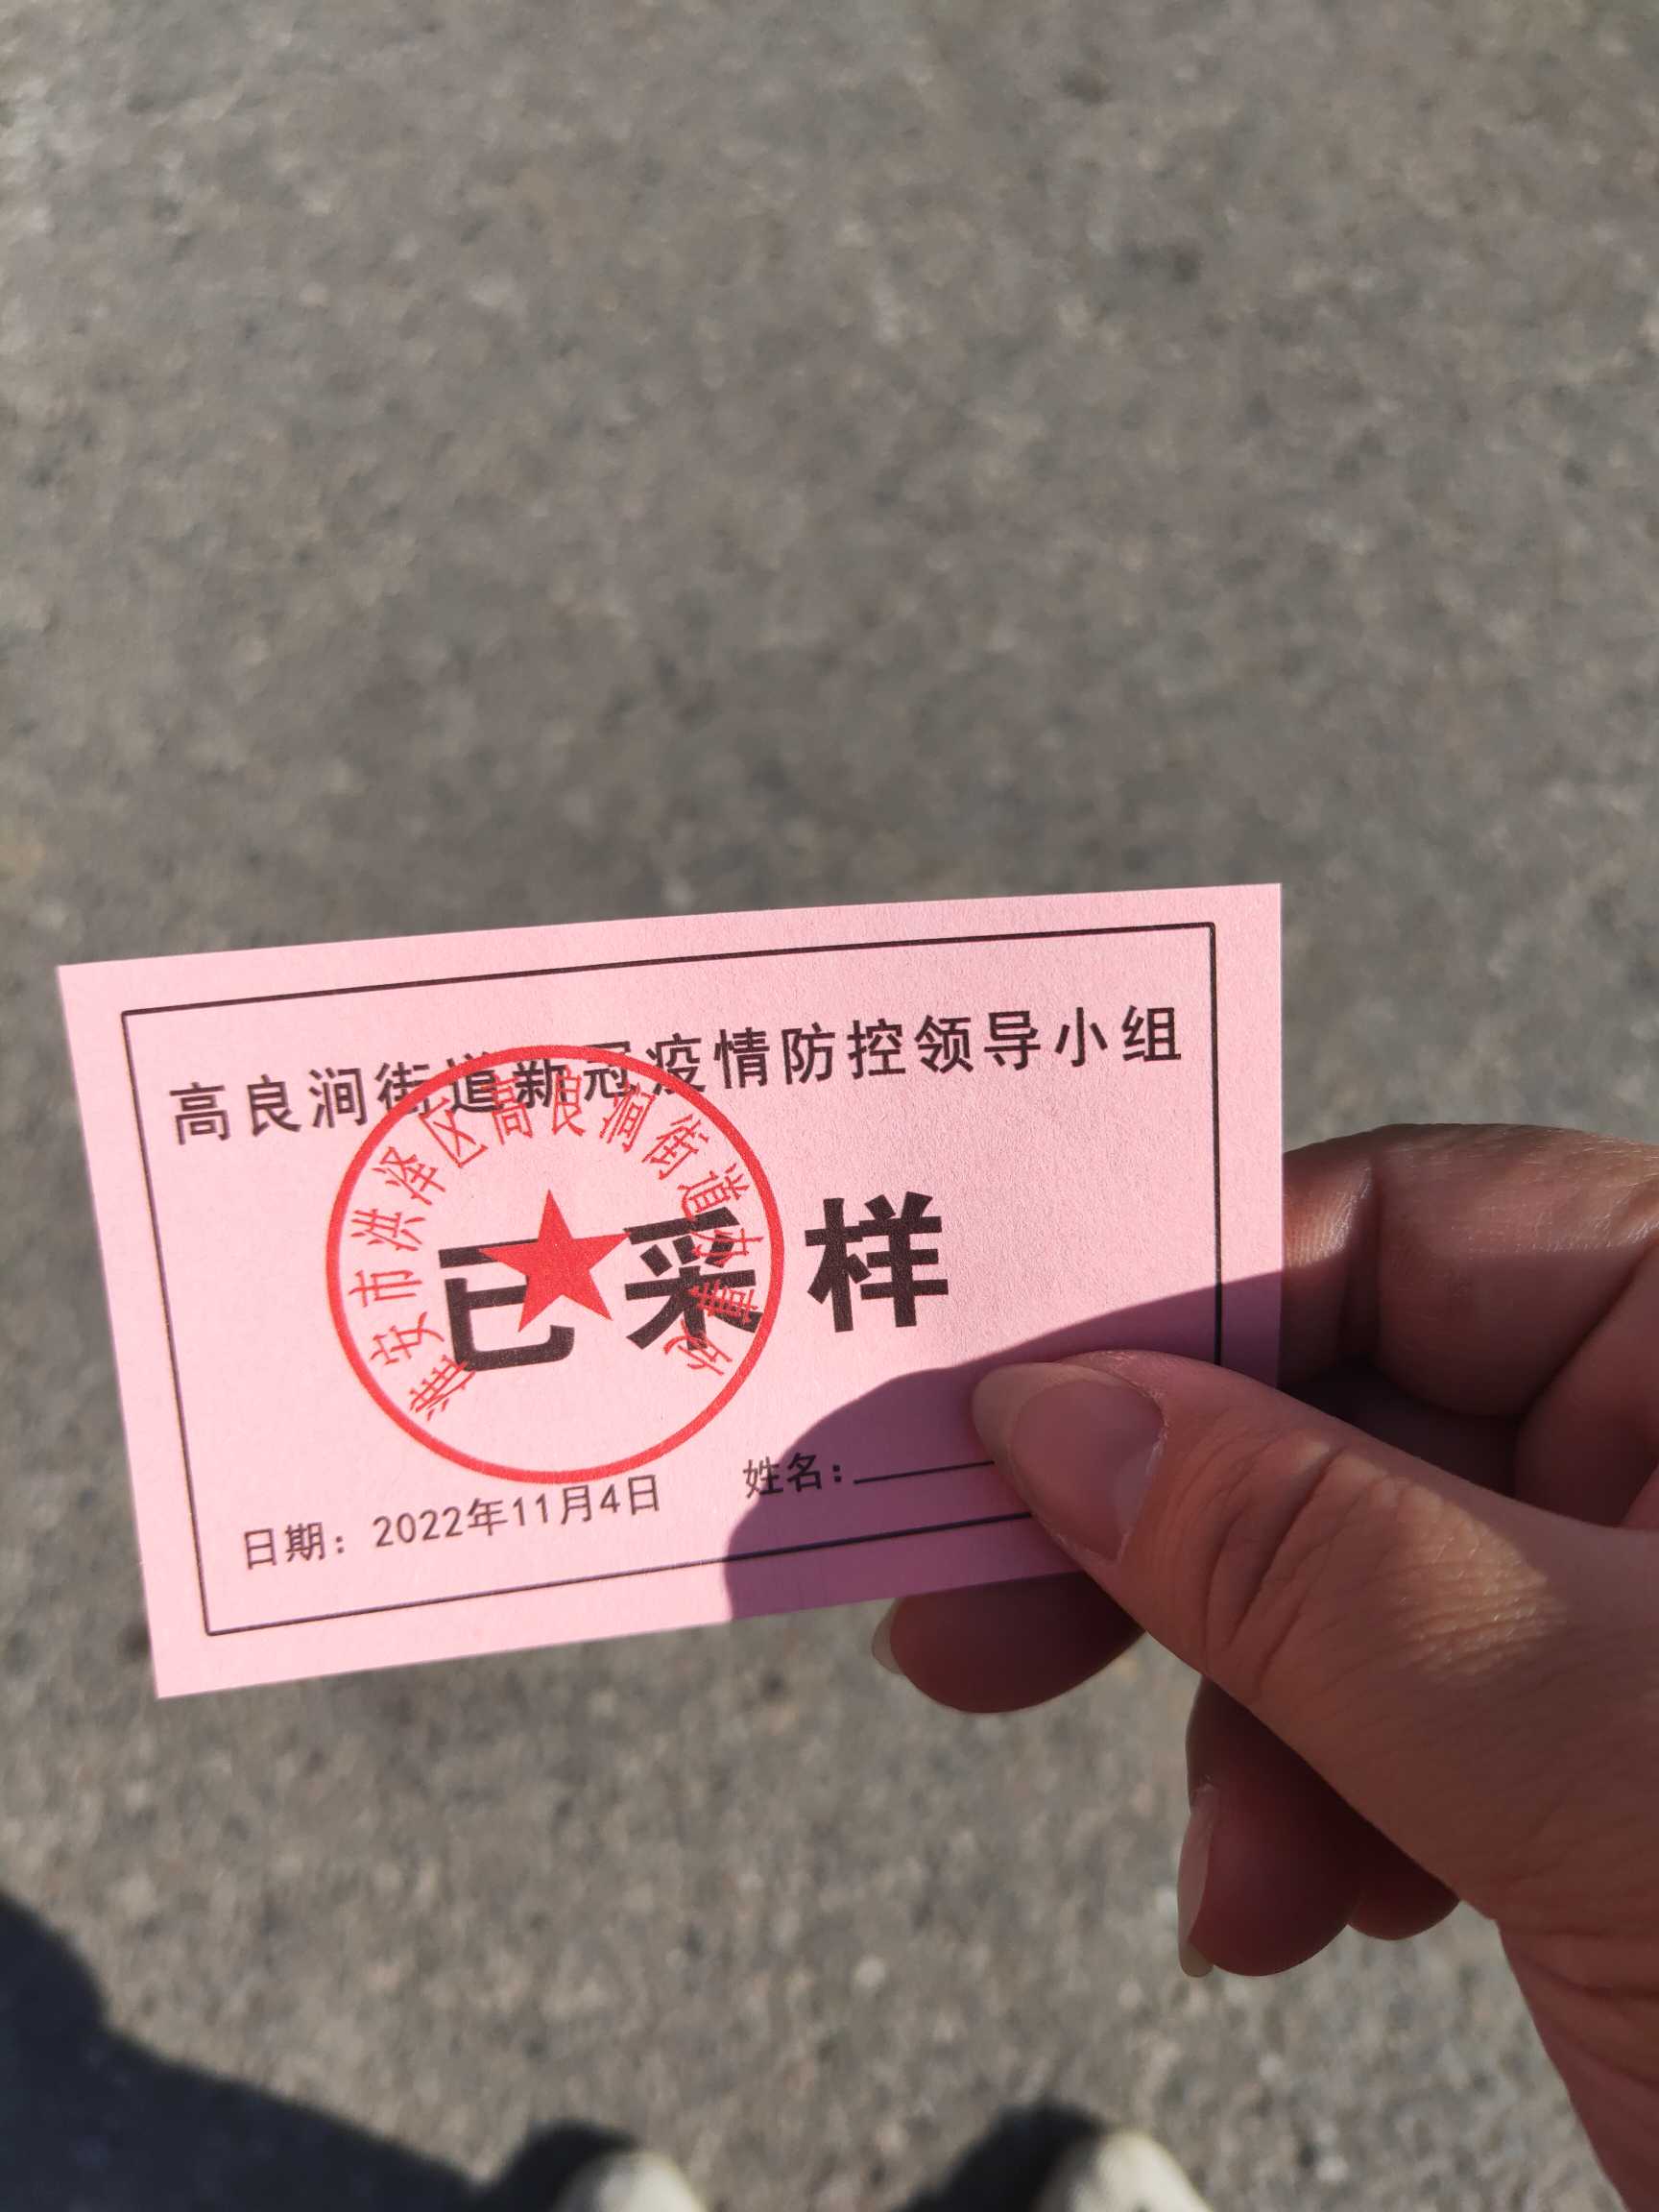 高良涧街道新冠疫情防控领导小组
淮安市洪泽区高良涧街道办事处
已采样
日期：2022年11月4日
姓名：